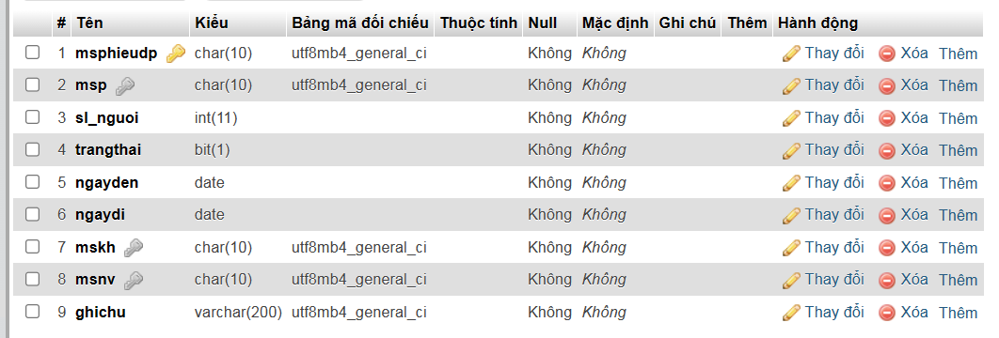 # Tên Kiểu Bảng mã đối chiếu Thuộc tính Null Mặc định Ghi chú Thêm Hành động
1 msphieudp char(10) utf8mb4_general_ci Không Không Thay đổi Xóa Thêm
2 msp char(10) utf8mb4_general_ci Không Không Thay đổi Xóa Thêm
3 sl_nguoi int(11) Không Không Thay đổi Xóa Thêm
4 trangthai bit(1) Không Không Thay đổi Xóa Thêm
5 ngayden date Không Không Thay đổi Xóa Thêm
6 ngaydi date Không Không Thay đổi Xóa Thêm
7 mskh char(10) utf8mb4_general_ci Không Không Thay đổi Xóa Thêm
8 msnv char(10) utf8mb4_general_ci Không Không Thay đổi Xóa Thêm
9 ghichu varchar(200) utf8mb4_general_ci Không Không Thay đổi Xóa Thêm